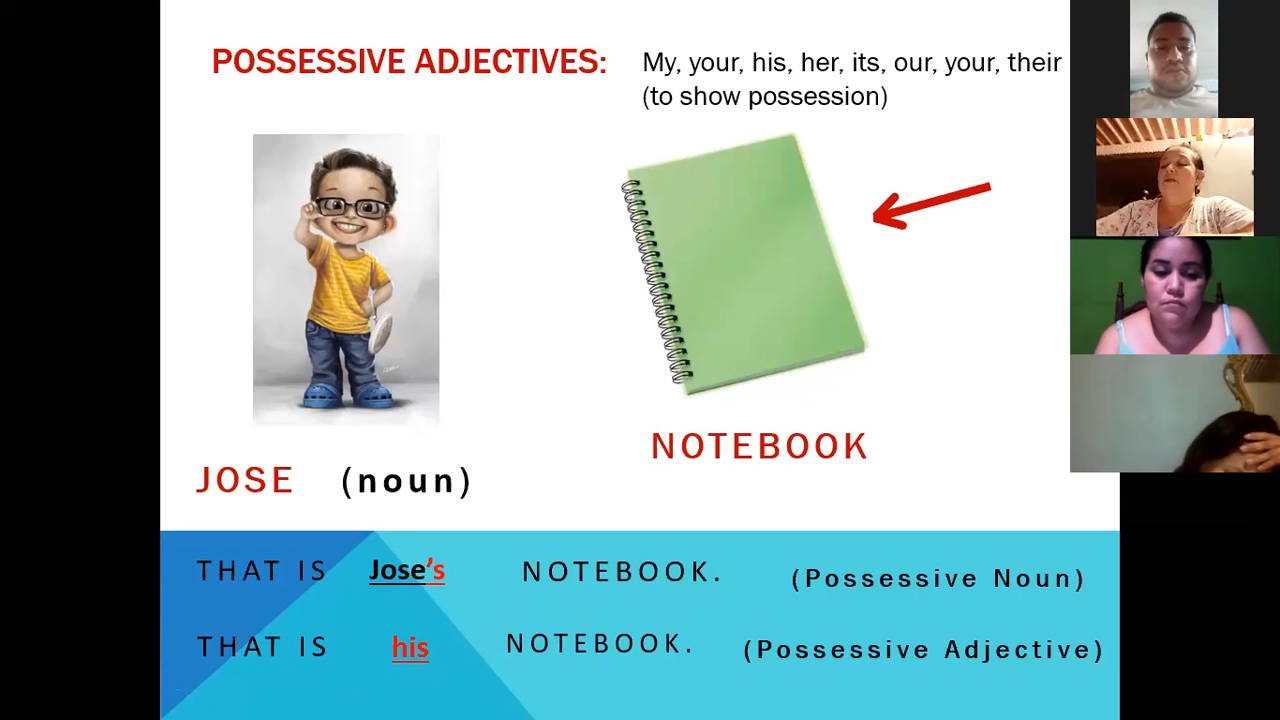 POSSESSIVE ADJECTIVES:
My, your, his, her, its, our, your, their
(to show possession)
NOTEBOOK
JOSE (noun)
THAT IS Jose's NOTEBOOK. (Possessive Noun)
THAT IS his NOTEBOOK. (Possessive Adjective)